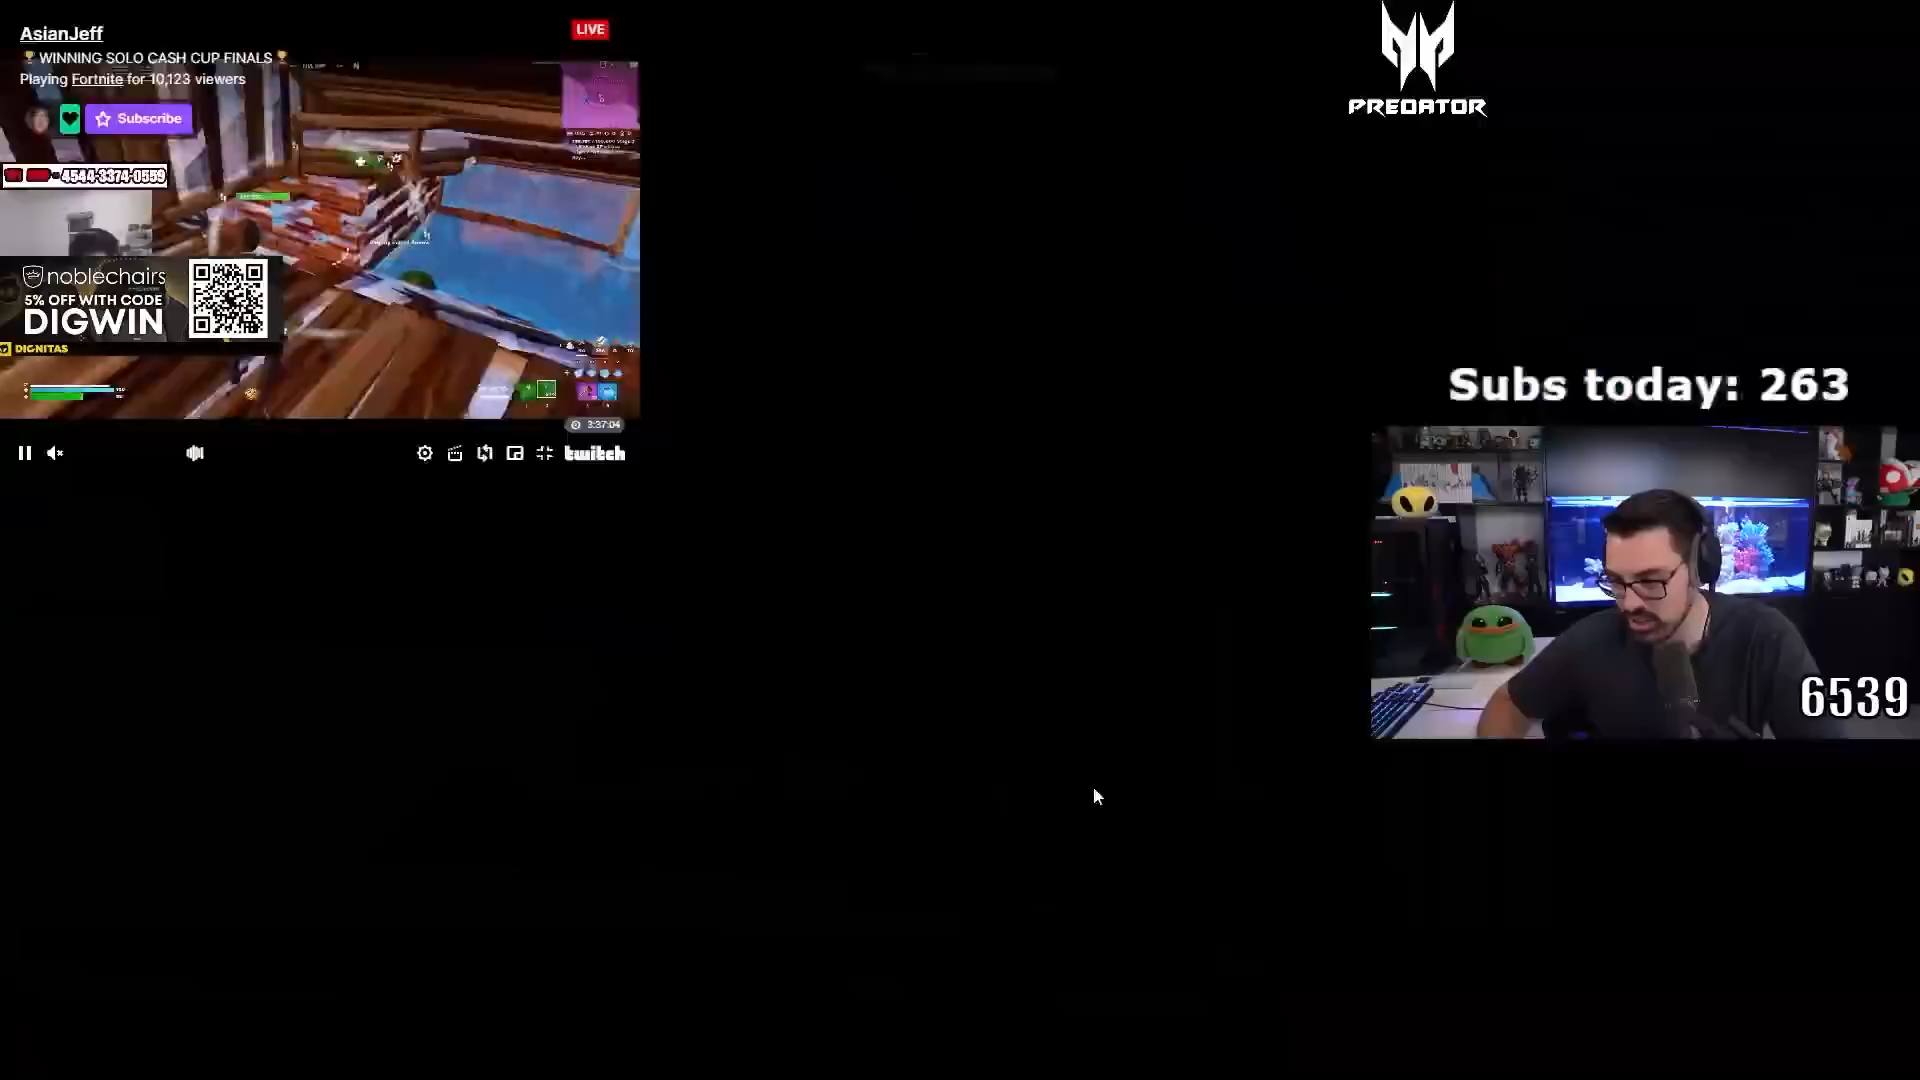 AsianJeff
LIVE
🏆 WINNING SOLO CASH CUP FINALS 🏆
Playing Fortnite for 10,123 viewers
Subscribe
4544-3374-0559
noblechairs
5% OFF WITH CODE
DIGWIN
DIGNITAS
3:37:04
twitch
PREDATOR
Subs today: 263
6539